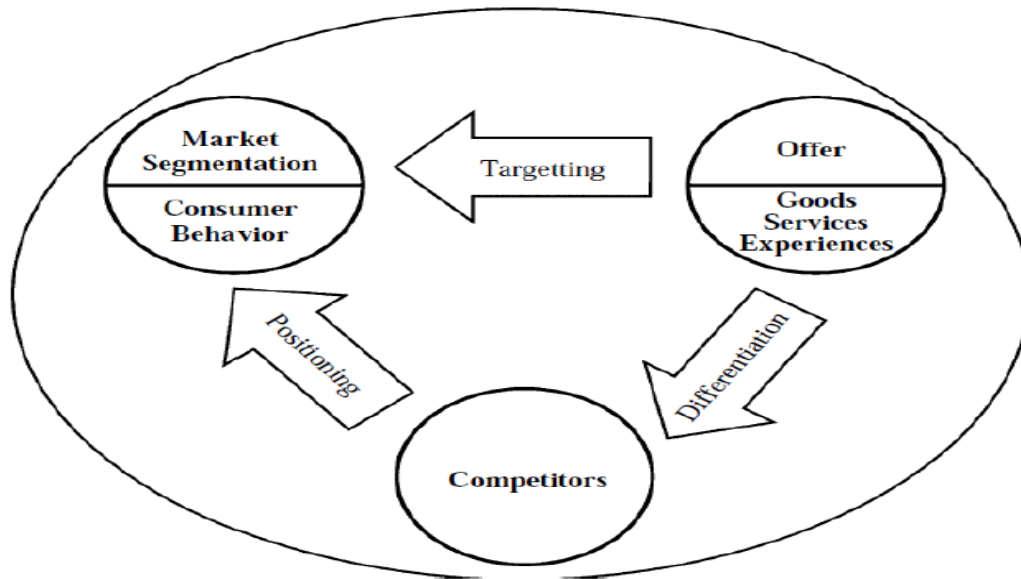 Market
Segmentation
Consumer
Behavior
Targetting
Offer
Goods
Services
Experiences
Positioning
Differentiation
Competitors